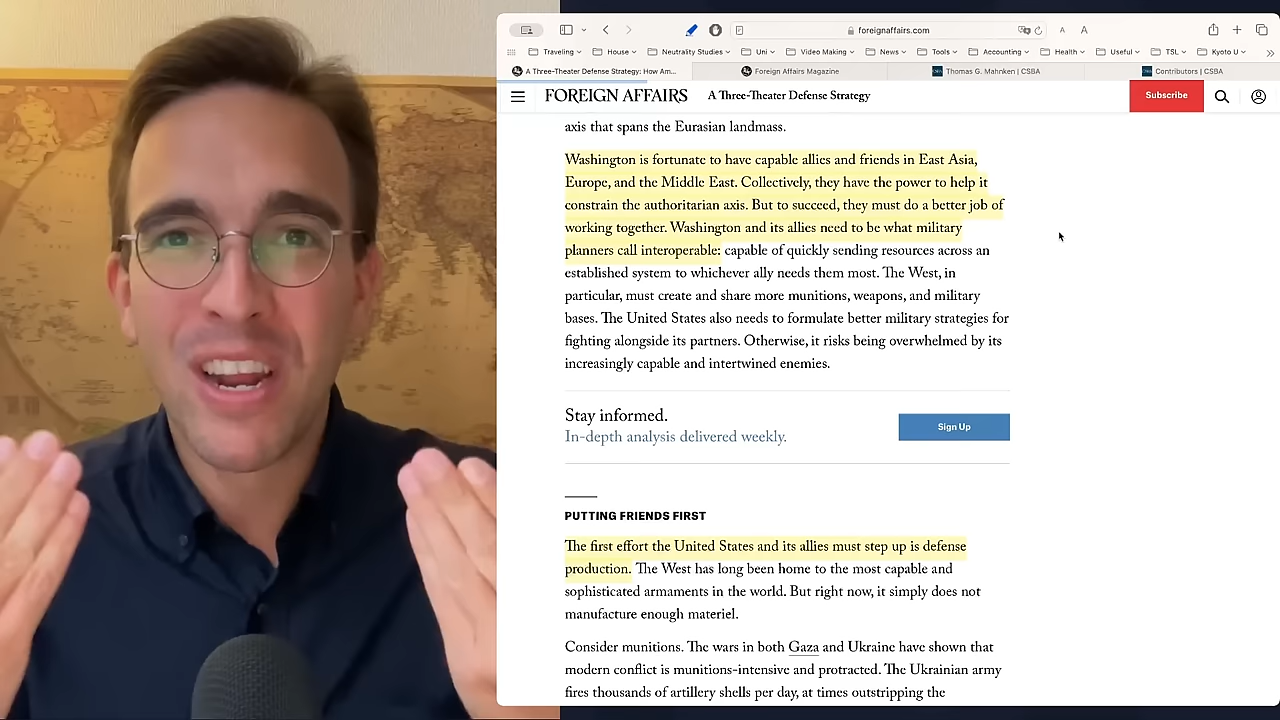 foreignaffairs.com
A
A
Traveling
House
Neutrality Studies
Uni
Video Making
News
Tools
Accounting
Health
Useful
TSL
Kyoto U
A Three-Theater Defense Strategy: How Am...
Foreign Affairs Magazine
Thomas G. Mahnken | CSBA
Contributors | CSBA
FOREIGN AFFAIRS
A Three-Theater Defense Strategy
Subscribe
axis that spans the Eurasian landmass.
Washington is fortunate to have capable allies and friends in East Asia,
Europe, and the Middle East. Collectively, they have the power to help it
constrain the authoritarian axis. But to succeed, they must do a better job of
working together. Washington and its allies need to be what military
planners call interoperable: capable of quickly sending resources across an
established system to whichever ally needs them most. The West, in
particular, must create and share more munitions, weapons, and military
bases. The United States also needs to formulate better military strategies for
fighting alongside its partners. Otherwise, it risks being overwhelmed by its
increasingly capable and intertwined enemies.
Stay informed.
In-depth analysis delivered weekly.
Sign Up
PUTTING FRIENDS FIRST
The first effort the United States and its allies must step up is defense
production. The West has long been home to the most capable and
sophisticated armaments in the world. But right now, it simply does not
manufacture enough materiel.
Consider munitions. The wars in both Gaza and Ukraine have shown that
modern conflict is munitions-intensive and protracted. The Ukrainian army
fires thousands of artillery shells per day, at times outstripping the